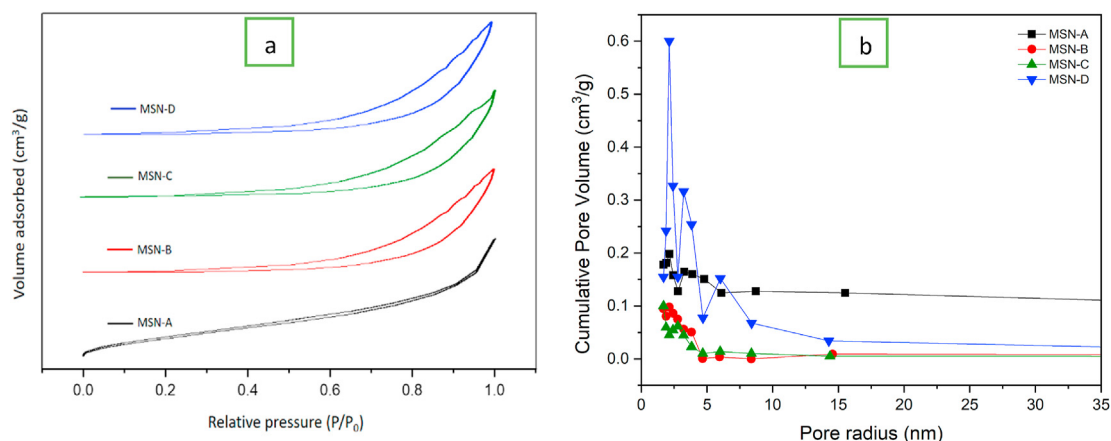 a
Volume adsorbed (cm³/g)
MSN-D
MSN-C
MSN-B
MSN-A
0.0 0.2 0.4 0.6 0.8 1.0
Relative pressure (P/P₀)
b
MSN-A
MSN-B
MSN-C
MSN-D
Cumulative Pore Volume (cm³/g)
0.6
0.5
0.4
0.3
0.2
0.1
0.0
0 5 10 15 20 25 30 35
Pore radius (nm)